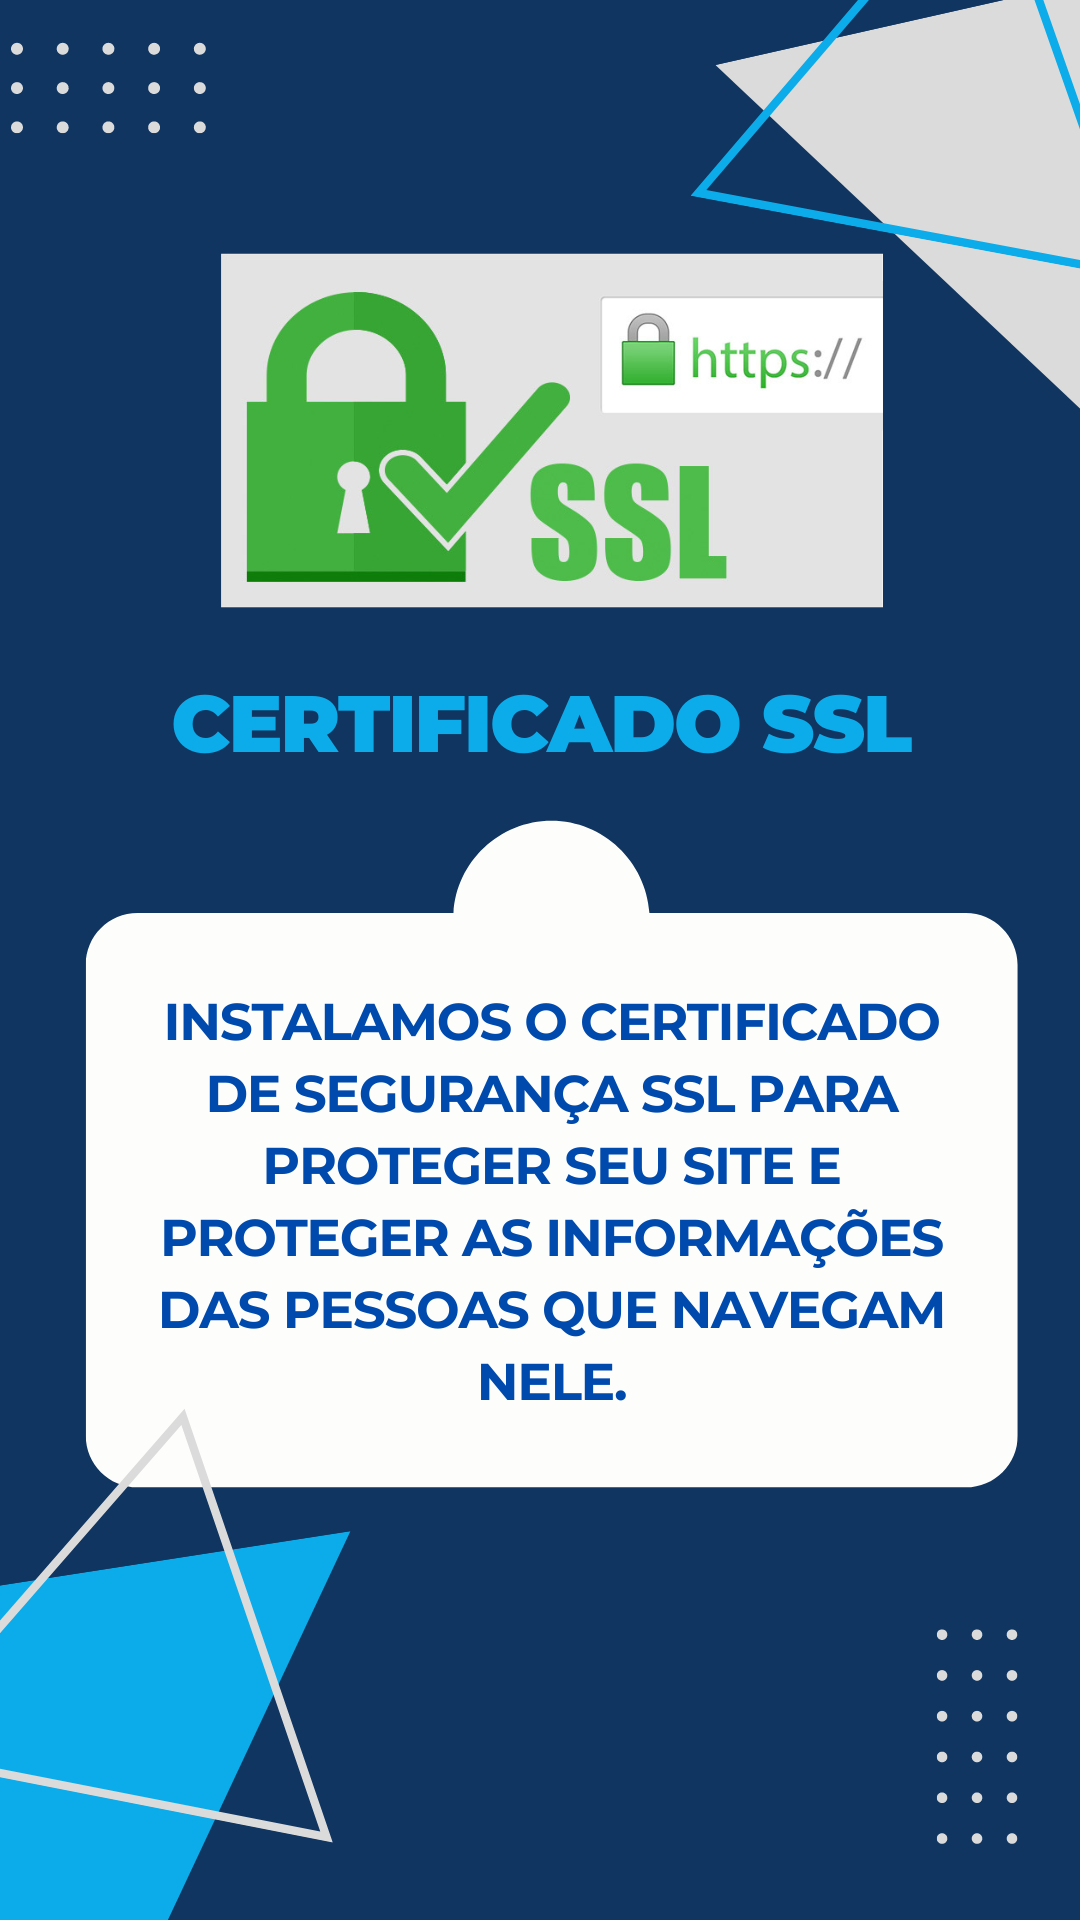 https://
SSL
CERTIFICADO SSL
INSTALAMOS O CERTIFICADO
DE SEGURANÇA SSL PARA
PROTEGER SEU SITE E
PROTEGER AS INFORMAÇÕES
DAS PESSOAS QUE NAVEGAM
NELE.